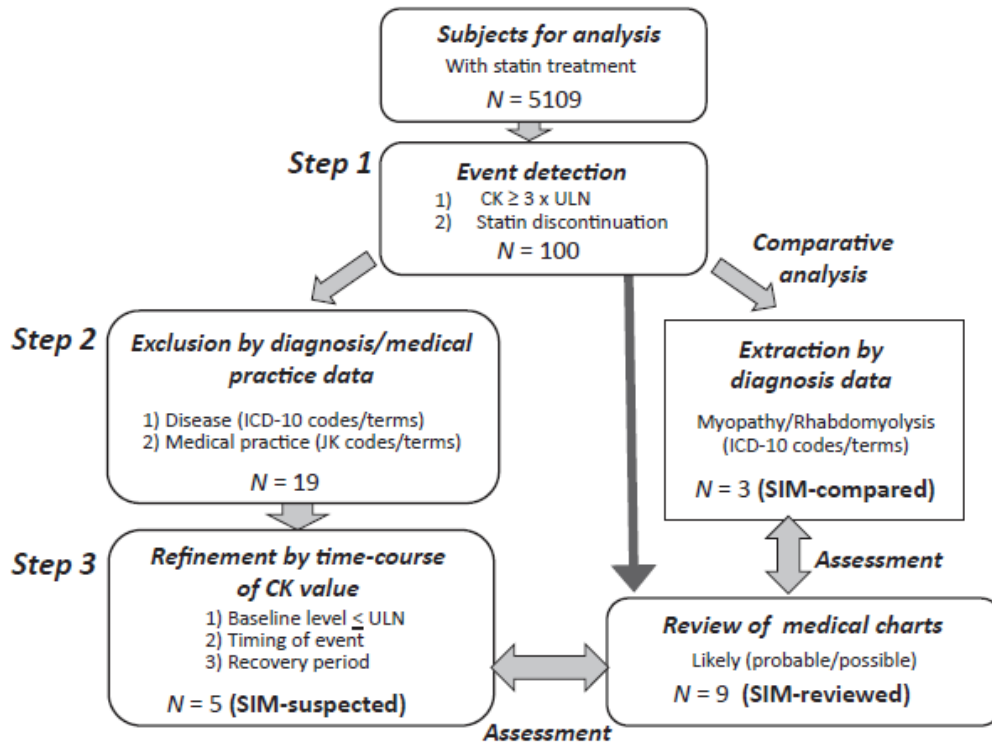 Subjects for analysis
With statin treatment
N = 5109
Step 1
Event detection
1) CK ≥ 3 x ULN
2) Statin discontinuation
N = 100
Comparative
analysis
Step 2
Exclusion by diagnosis/medical
practice data
1) Disease (ICD-10 codes/terms)
2) Medical practice (JK codes/terms)
N = 19
Extraction by
diagnosis data
Myopathy/Rhabdomyolysis
(ICD-10 codes/terms)
N = 3 (SIM-compared)
Step 3
Refinement by time-course
of CK value
1) Baseline level ≤ ULN
2) Timing of event
3) Recovery period
N = 5 (SIM-suspected)
Assessment
Review of medical charts
Likely (probable/possible)
N = 9 (SIM-reviewed)
Assessment